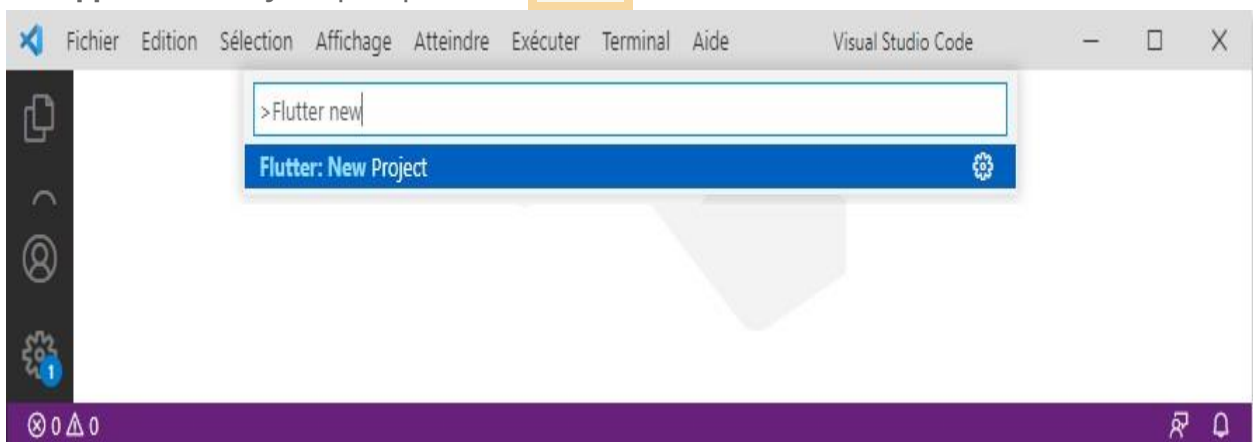 Fichier Edition Sélection Affichage Atteindre Exécuter Terminal Aide Visual Studio Code
>Flutter new
Flutter: New Project
1
0 0